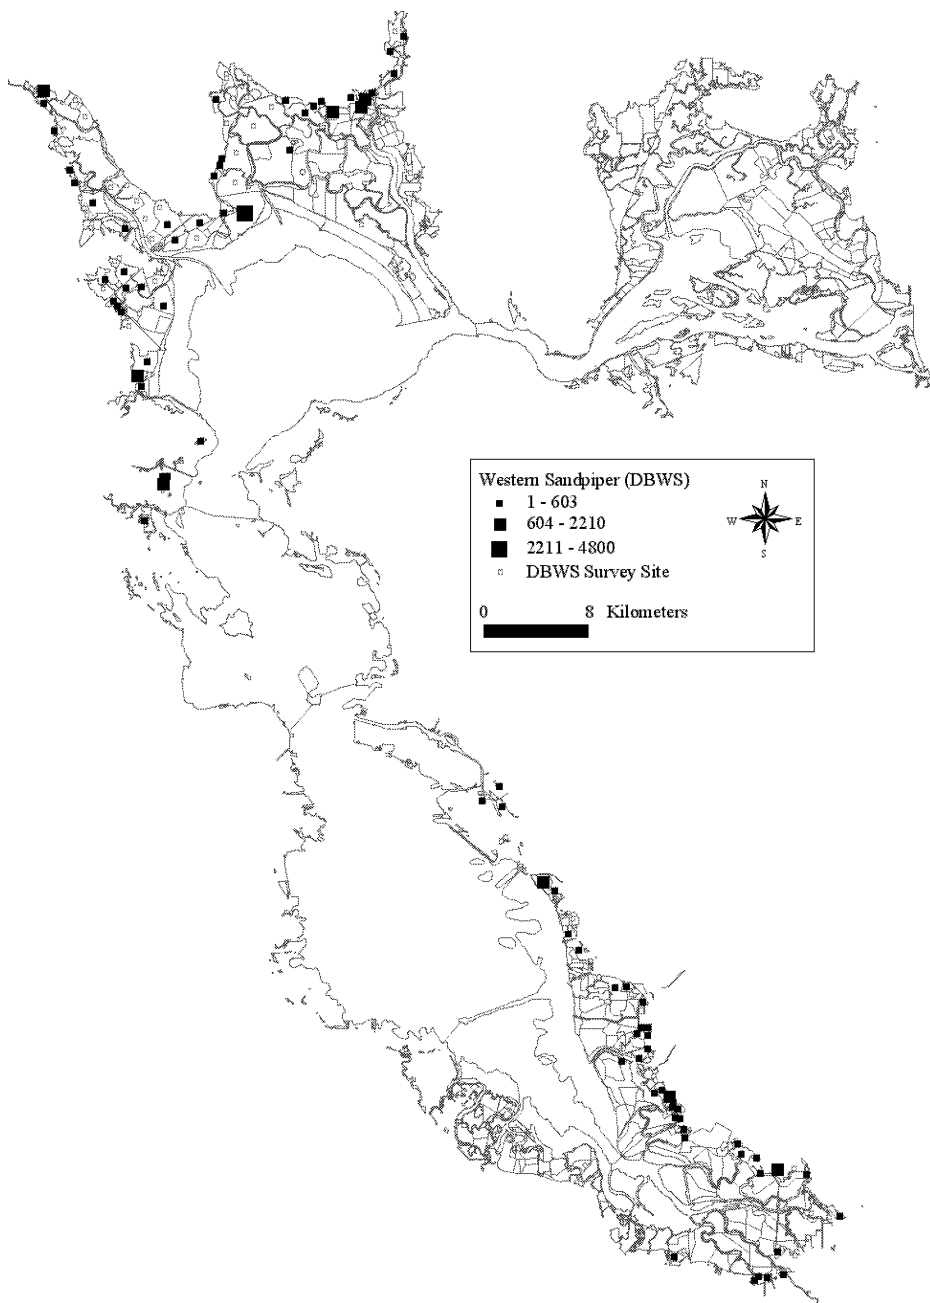 Western Sandpiper (DBWS)
1 - 603
604 - 2210
2211 - 4800
DBWS Survey Site
N
W E
S
0 8 Kilometers